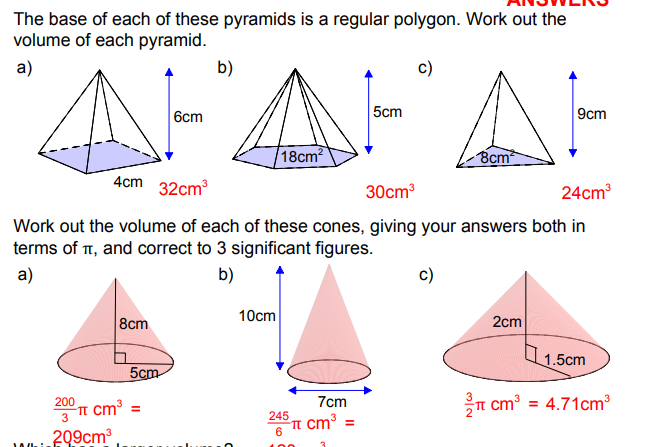 ANSWERS
The base of each of these pyramids is a regular polygon. Work out the
volume of each pyramid.
a) b) c)
6cm 5cm 9cm
18cm² 8cm²
4cm 32cm³ 30cm³ 24cm³
Work out the volume of each of these cones, giving your answers both in
terms of π, and correct to 3 significant figures.
a) b) c)
8cm 10cm 2cm
5cm 1.5cm
7cm
200/3 π cm³ =
209cm³
245/6 π cm³ =
3/2 π cm³ = 4.71cm³